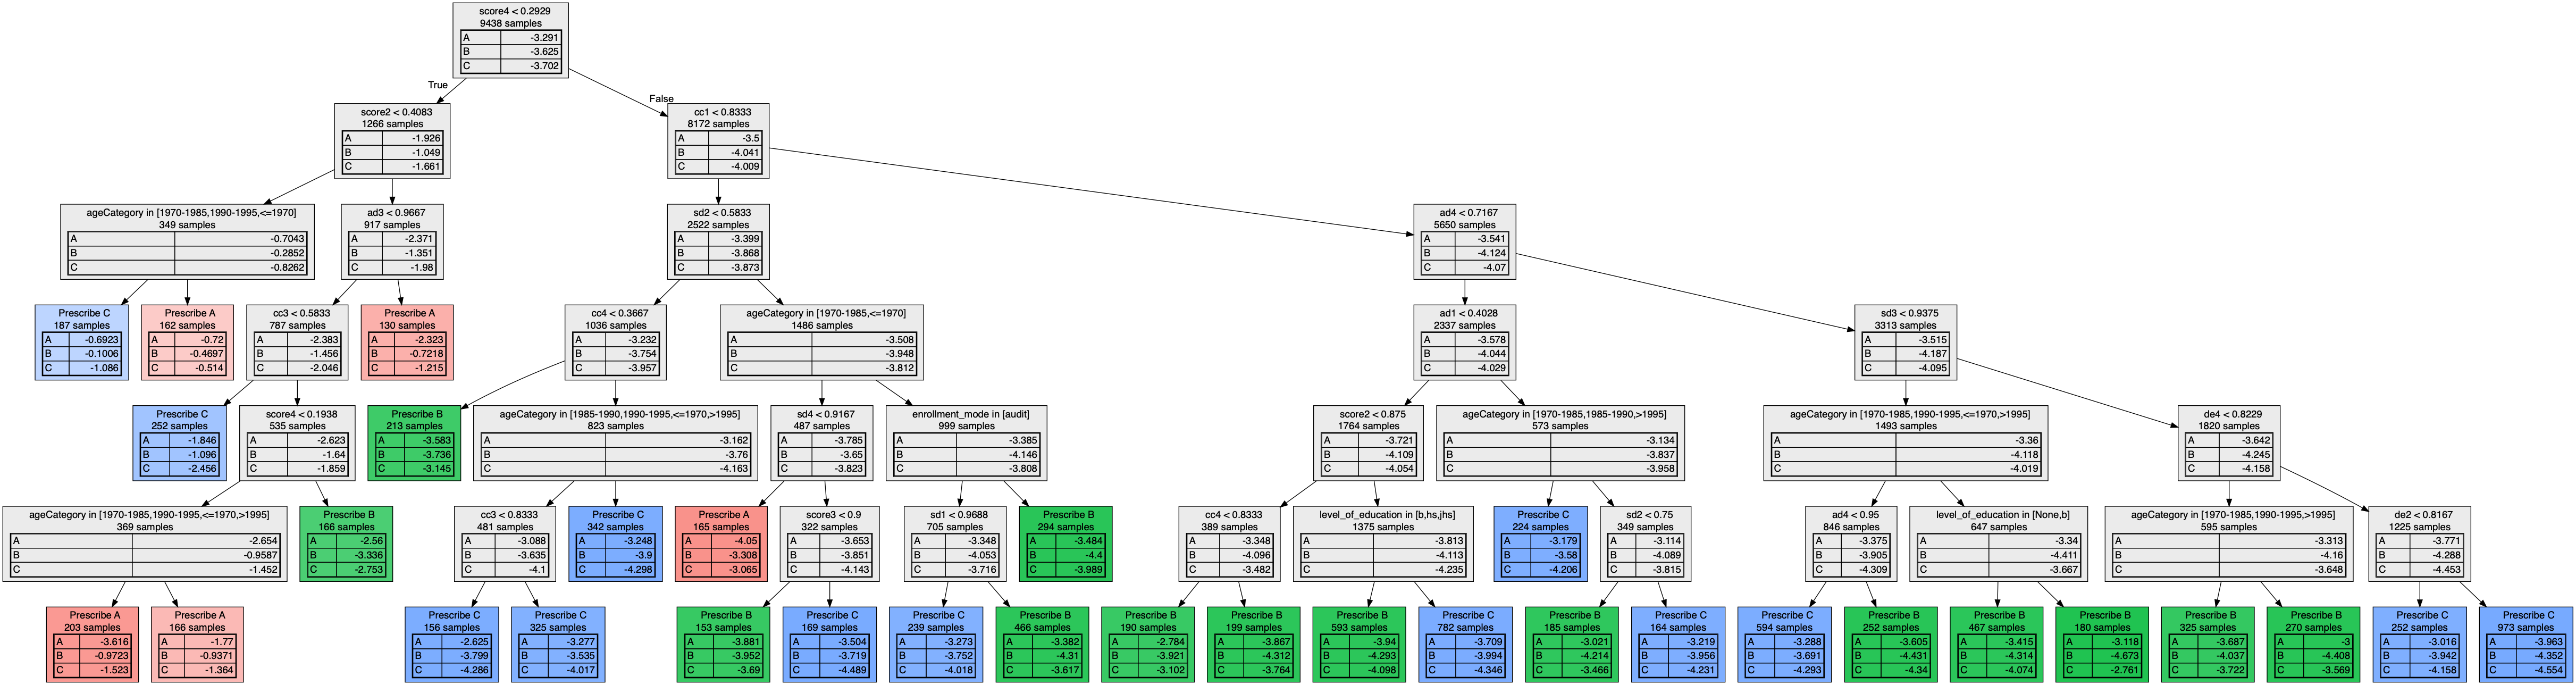 score4 < 0.2929
9438 samples
A -3.291
B -3.625
C -3.702
True
False
score2 < 0.4083
1266 samples
A -1.926
B -1.049
C -1.661
cc1 < 0.8333
8172 samples
A -3.5
B -4.041
C -4.009
ageCategory in [1970-1985,1990-1995,<=1970]
349 samples
A -0.7043
B -0.2852
C -0.8262
ad3 < 0.9667
917 samples
A -2.371
B -1.351
C -1.98
sd2 < 0.5833
2522 samples
A -3.399
B -3.868
C -3.873
ad4 < 0.7167
5650 samples
A -3.541
B -4.124
C -4.07
Prescribe C
187 samples
A -0.6923
B -0.1006
C -1.086
Prescribe A
162 samples
A -0.72
B -0.4697
C -0.514
cc3 < 0.5833
787 samples
A -2.383
B -1.456
C -2.046
Prescribe A
130 samples
A -2.323
B -0.7218
C -1.215
cc4 < 0.3667
1036 samples
A -3.232
B -3.754
C -3.957
ageCategory in [1970-1985,<=1970]
1486 samples
A -3.508
B -3.948
C -3.812
ad1 < 0.4028
2337 samples
A -3.578
B -4.044
C -4.029
sd3 < 0.9375
3313 samples
A -3.515
B -4.187
C -4.095
Prescribe C
252 samples
A -1.846
B -1.096
C -2.456
score4 < 0.1938
535 samples
A -2.623
B -1.64
C -1.859
Prescribe B
213 samples
A -3.583
B -3.736
C -3.145
ageCategory in [1985-1990,1990-1995,<=1970,>1995]
823 samples
A -3.162
B -3.76
C -4.163
sd4 < 0.9167
487 samples
A -3.785
B -3.65
C -3.823
enrollment_mode in [audit]
999 samples
A -3.385
B -4.146
C -3.808
score2 < 0.875
1764 samples
A -3.721
B -4.109
C -4.054
ageCategory in [1970-1985,1985-1990,>1995]
573 samples
A -3.134
B -3.837
C -3.958
ageCategory in [1970-1985,1990-1995,<=1970,>1995]
1493 samples
A -3.36
B -4.118
C -4.019
de4 < 0.8229
1820 samples
A -3.642
B -4.245
C -4.158
ageCategory in [1970-1985,1990-1995,<=1970,>1995]
369 samples
A -2.654
B -0.9587
C -1.452
Prescribe B
166 samples
A -2.56
B -3.336
C -2.753
cc3 < 0.8333
481 samples
A -3.088
B -3.635
C -4.1
Prescribe C
342 samples
A -3.248
B -3.9
C -4.298
Prescribe A
165 samples
A -4.05
B -3.308
C -3.065
score3 < 0.9
322 samples
A -3.653
B -3.851
C -4.143
sd1 < 0.9688
705 samples
A -3.348
B -4.053
C -3.716
Prescribe B
294 samples
A -3.484
B -4.4
C -3.989
cc4 < 0.8333
389 samples
A -3.348
B -4.096
C -3.482
level_of_education in [b,hs,jhs]
1375 samples
A -3.813
B -4.113
C -4.235
Prescribe C
224 samples
A -3.179
B -3.58
C -4.206
sd2 < 0.75
349 samples
A -3.114
B -4.089
C -3.815
ad4 < 0.95
846 samples
A -3.375
B -3.905
C -4.309
level_of_education in [None,b]
647 samples
A -3.34
B -4.411
C -3.667
ageCategory in [1970-1985,1990-1995,>1995]
595 samples
A -3.313
B -4.16
C -3.648
de2 < 0.8167
1225 samples
A -3.771
B -4.288
C -4.453
Prescribe A
203 samples
A -3.616
B -0.9723
C -1.523
Prescribe A
166 samples
A -1.77
B -0.9371
C -1.364
Prescribe C
156 samples
A -2.625
B -3.799
C -4.286
Prescribe C
325 samples
A -3.277
B -3.535
C -4.017
Prescribe B
153 samples
A -3.881
B -3.952
C -3.69
Prescribe C
169 samples
A -3.504
B -3.719
C -4.489
Prescribe C
239 samples
A -3.273
B -3.752
C -4.018
Prescribe B
466 samples
A -3.382
B -4.31
C -3.617
Prescribe B
190 samples
A -2.784
B -3.921
C -3.102
Prescribe B
199 samples
A -3.867
B -4.312
C -3.764
Prescribe B
593 samples
A -3.94
B -4.293
C -4.098
Prescribe C
782 samples
A -3.709
B -3.994
C -4.346
Prescribe B
185 samples
A -3.021
B -4.214
C -3.466
Prescribe C
164 samples
A -3.219
B -3.956
C -4.231
Prescribe C
594 samples
A -3.288
B -3.691
C -4.293
Prescribe B
252 samples
A -3.605
B -4.431
C -4.34
Prescribe B
467 samples
A -3.415
B -4.314
C -4.074
Prescribe B
180 samples
A -3.118
B -4.673
C -2.761
Prescribe B
325 samples
A -3.687
B -4.037
C -3.722
Prescribe B
270 samples
A -3
B -4.408
C -3.569
Prescribe C
252 samples
A -3.016
B -3.942
C -4.158
Prescribe C
973 samples
A -3.963
B -4.352
C -4.554